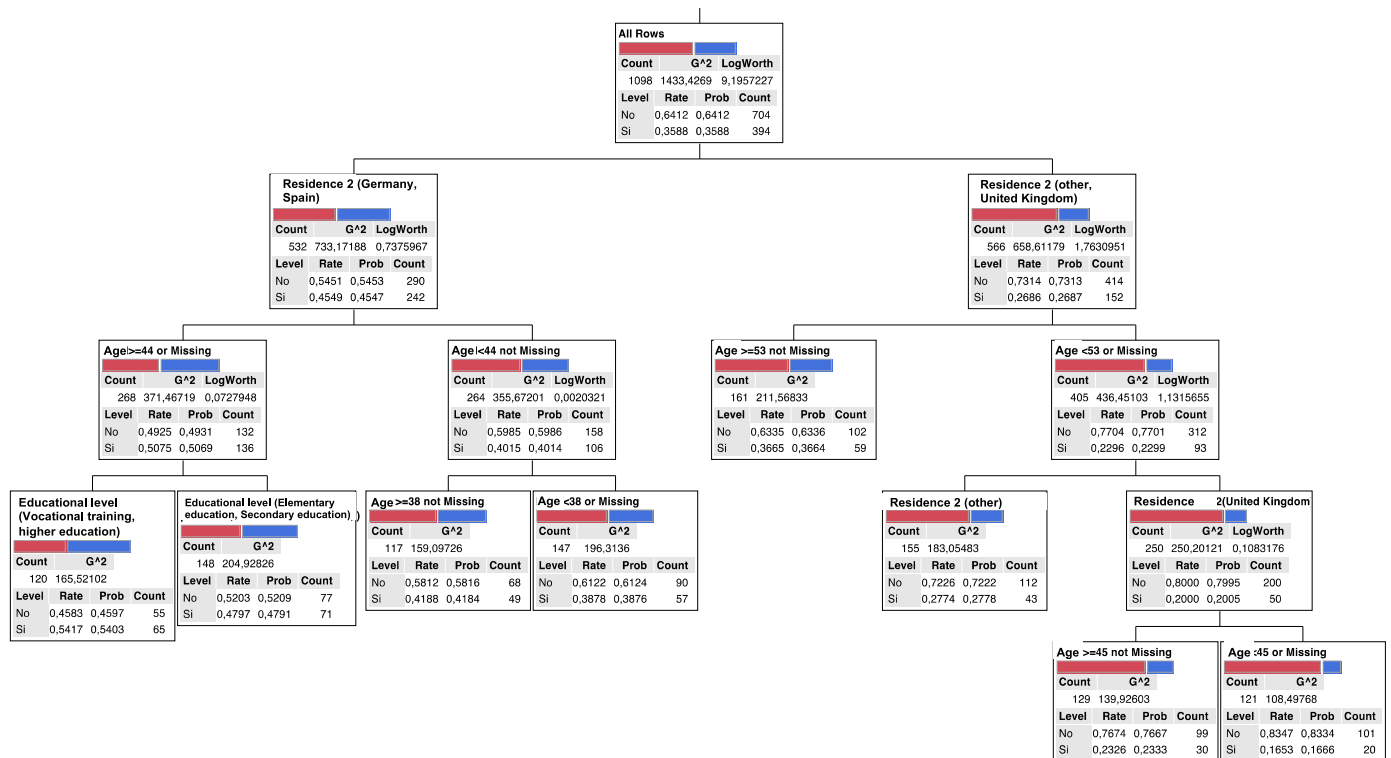 All Rows
Count G^2 LogWorth
1098 1433,4269 9,1957227
Level Rate Prob Count
No 0,6412 0,6412 704
Si 0,3588 0,3588 394
Residence 2 (Germany,
Spain)
Count G^2 LogWorth
532 733,17188 0,7375967
Level Rate Prob Count
No 0,5451 0,5453 290
Si 0,4549 0,4547 242
Residence 2 (other,
United Kingdom)
Count G^2 LogWorth
566 658,61179 1,7630951
Level Rate Prob Count
No 0,7314 0,7313 414
Si 0,2686 0,2687 152
Age>=44 or Missing
Count G^2 LogWorth
268 371,46719 0,0727948
Level Rate Prob Count
No 0,4925 0,4931 132
Si 0,5075 0,5069 136
Age<44 not Missing
Count G^2 LogWorth
264 355,67201 0,0020321
Level Rate Prob Count
No 0,5985 0,5986 158
Si 0,4015 0,4014 106
Age >=53 not Missing
Count G^2
161 211,56833
Level Rate Prob Count
No 0,6335 0,6336 102
Si 0,3665 0,3664 59
Age <53 or Missing
Count G^2 LogWorth
405 436,45103 1,1315655
Level Rate Prob Count
No 0,7704 0,7701 312
Si 0,2296 0,2299 93
Educational level
(Vocational training,
higher education)
Count G^2
120 165,52102
Level Rate Prob Count
No 0,4583 0,4597 55
Si 0,5417 0,5403 65
Educational level (Elementary
education, Secondary education))
Count G^2
148 204,92826
Level Rate Prob Count
No 0,5203 0,5209 77
Si 0,4797 0,4791 71
Age >=38 not Missing
Count G^2
117 159,09726
Level Rate Prob Count
No 0,5812 0,5816 68
Si 0,4188 0,4184 49
Age <38 or Missing
Count G^2
147 196,3136
Level Rate Prob Count
No 0,6122 0,6124 90
Si 0,3878 0,3876 57
Residence 2 (other)
Count G^2
155 183,05483
Level Rate Prob Count
No 0,7226 0,7222 112
Si 0,2774 0,2778 43
Residence 2(United Kingdom
Count G^2 LogWorth
250 250,20121 0,1083176
Level Rate Prob Count
No 0,8000 0,7995 200
Si 0,2000 0,2005 50
Age >=45 not Missing
Count G^2
129 139,92603
Level Rate Prob Count
No 0,7674 0,7667 99
Si 0,2326 0,2333 30
Age :45 or Missing
Count G^2
121 108,49768
Level Rate Prob Count
No 0,8347 0,8334 101
Si 0,1653 0,1666 20